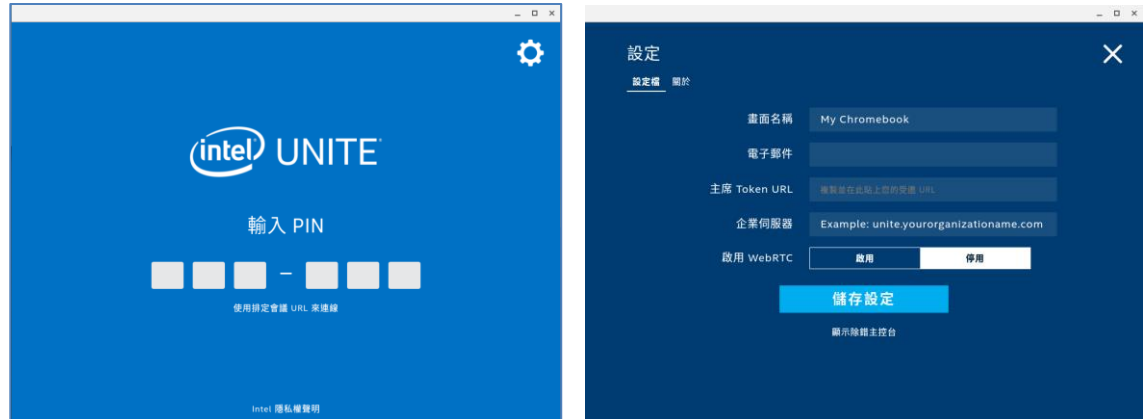 intel UNITE
輸入 PIN
使用排定會議 URL 來連線
Intel 隱私權聲明
設定
設定檔 關於
畫面名稱 My Chromebook
電子郵件
主席 Token URL 複製並在此貼上您的受邀 URL
企業伺服器 Example: unite.yourorganizationame.com
啟用 WebRTC 啟用 停用
儲存設定
顯示除錯主控台